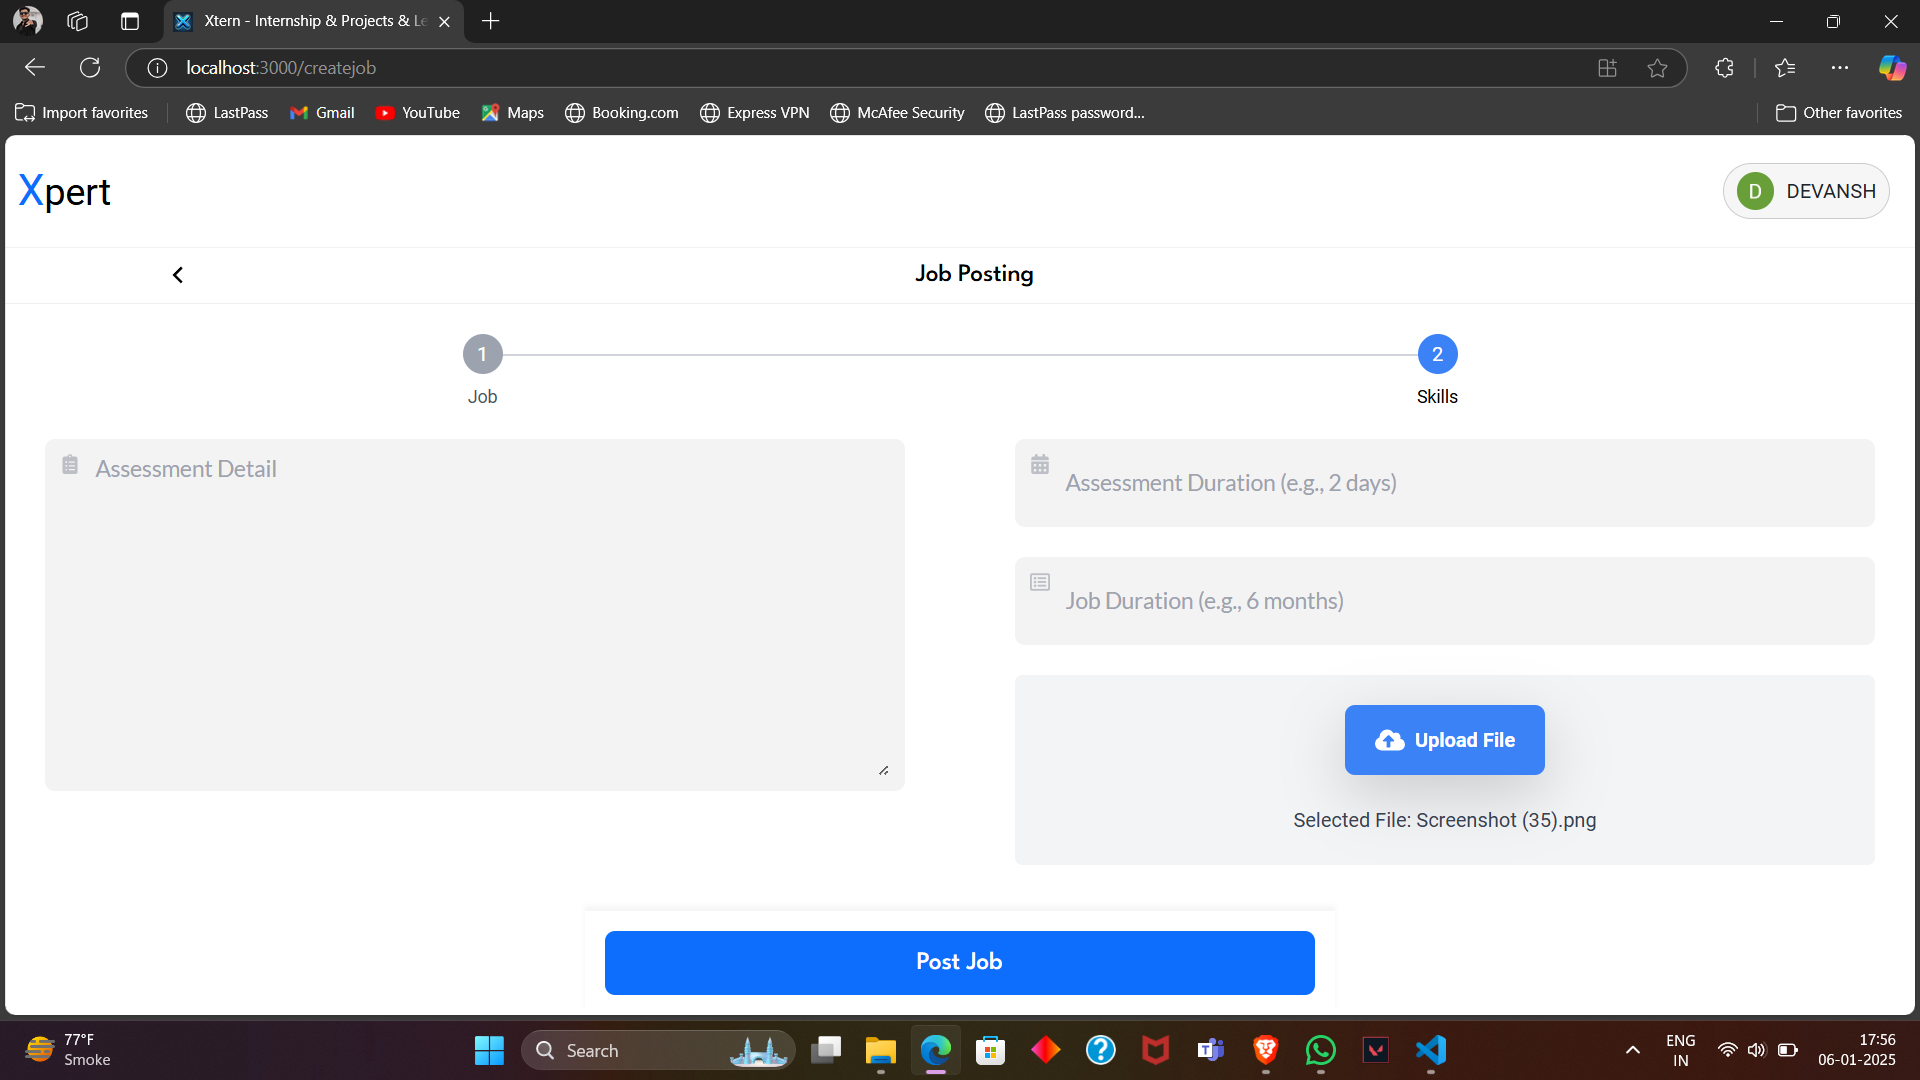 Xtern - Internship & Projects & Le
localhost:3000/createjob
Import favorites
LastPass
Gmail
YouTube
Maps
Booking.com
Express VPN
McAfee Security
LastPass password...
Other favorites
Xpert
D
DEVANSH
Job Posting
1
2
Job
Skills
Assessment Detail
Assessment Duration (e.g., 2 days)
Job Duration (e.g., 6 months)
Upload File
Selected File: Screenshot (35).png
Post Job
77°F
Smoke
Search
ENG
IN
17:56
06-01-2025